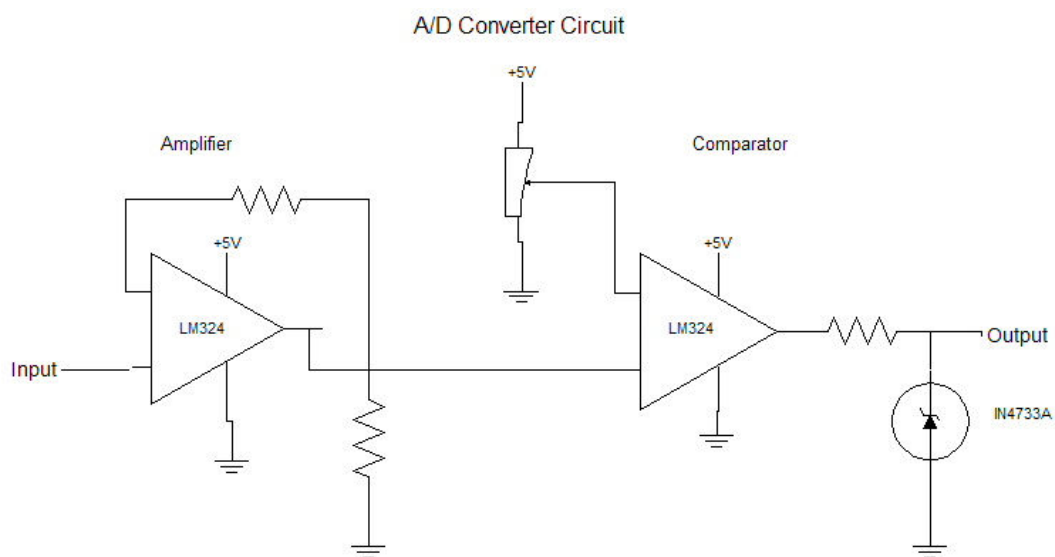 A/D Converter Circuit
+5V
Amplifier
Comparator
+5V
+5V
LM324
LM324
Input
Output
IN4733A